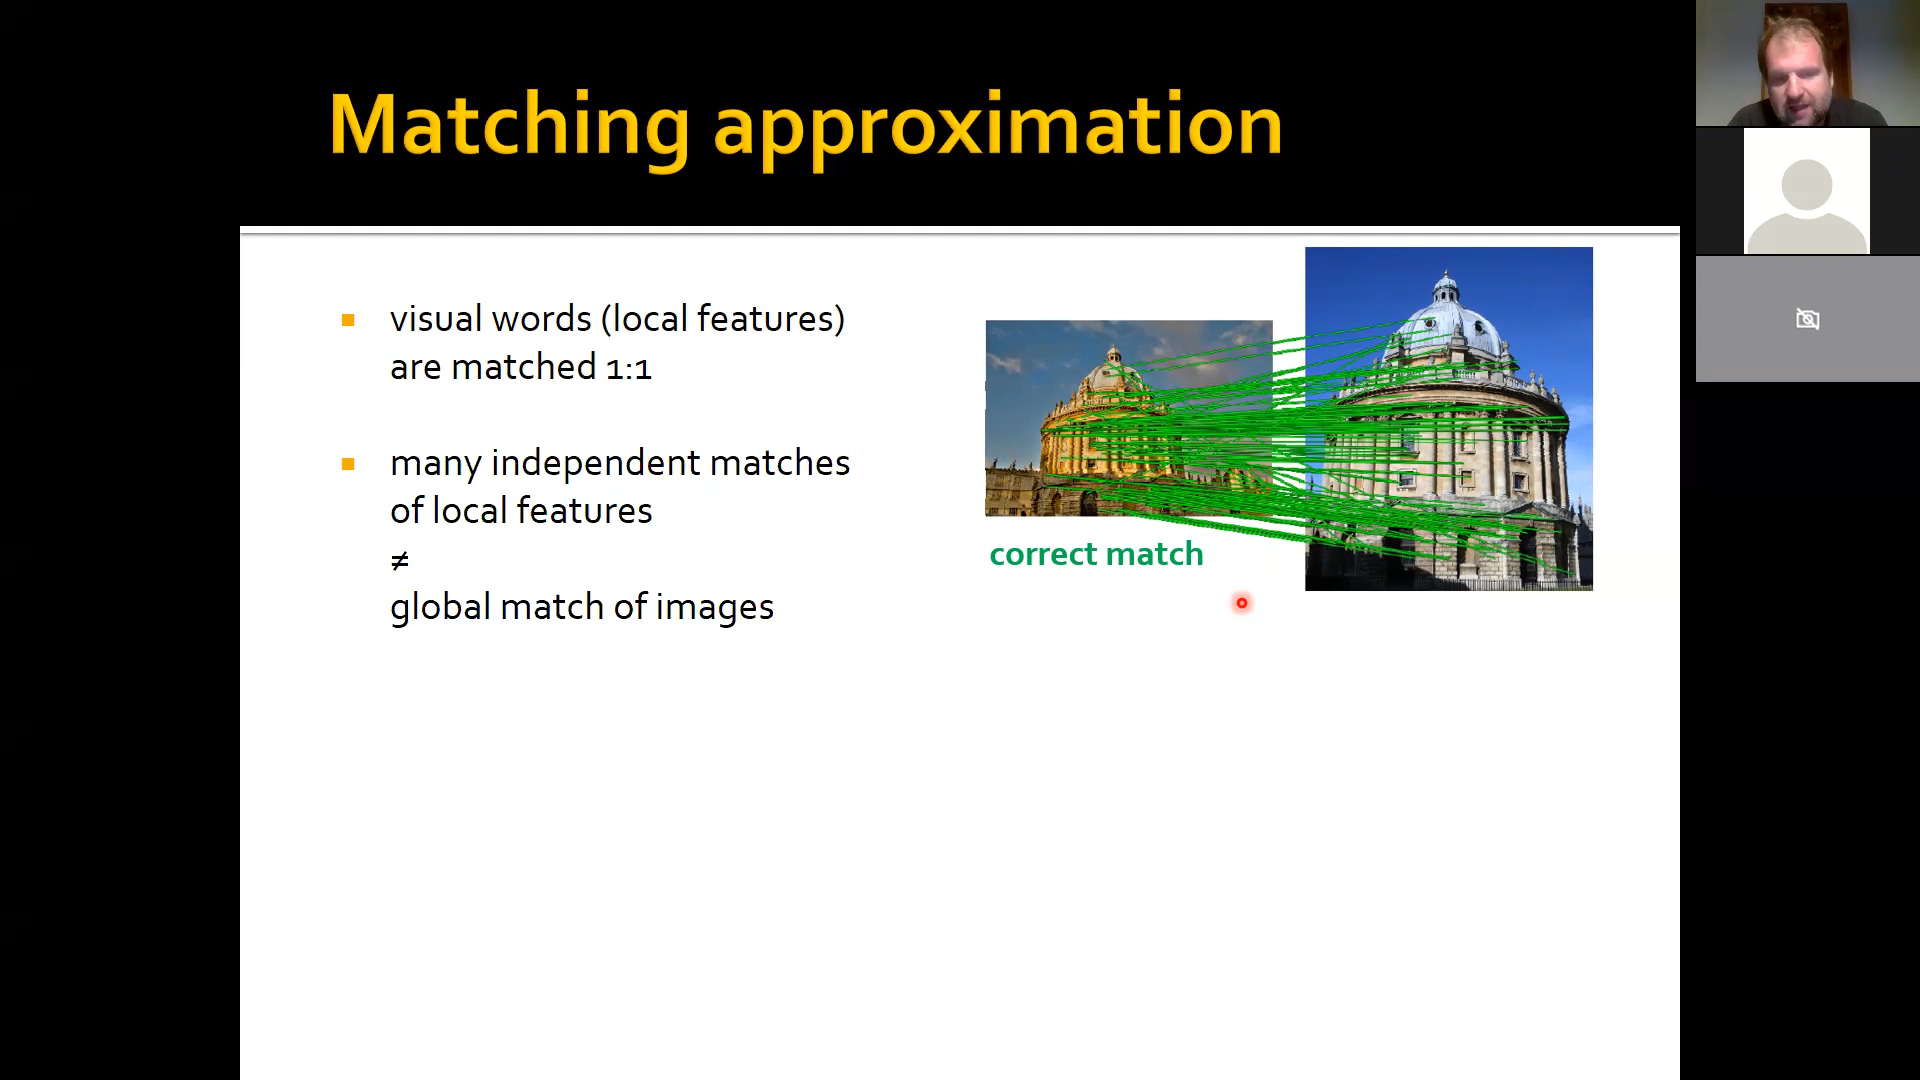 Matching approximation
visual words (local features)
are matched 1:1
many independent matches
of local features
≠
global match of images
correct match